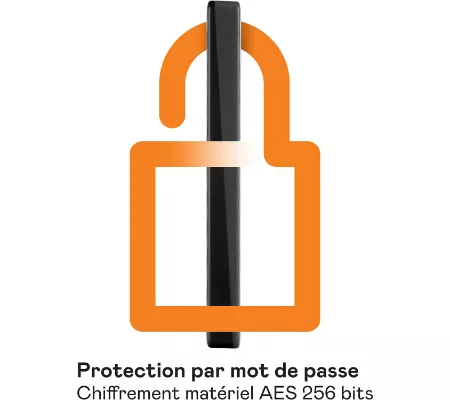 Protection par mot de passe
Chiffrement matériel AES 256 bits